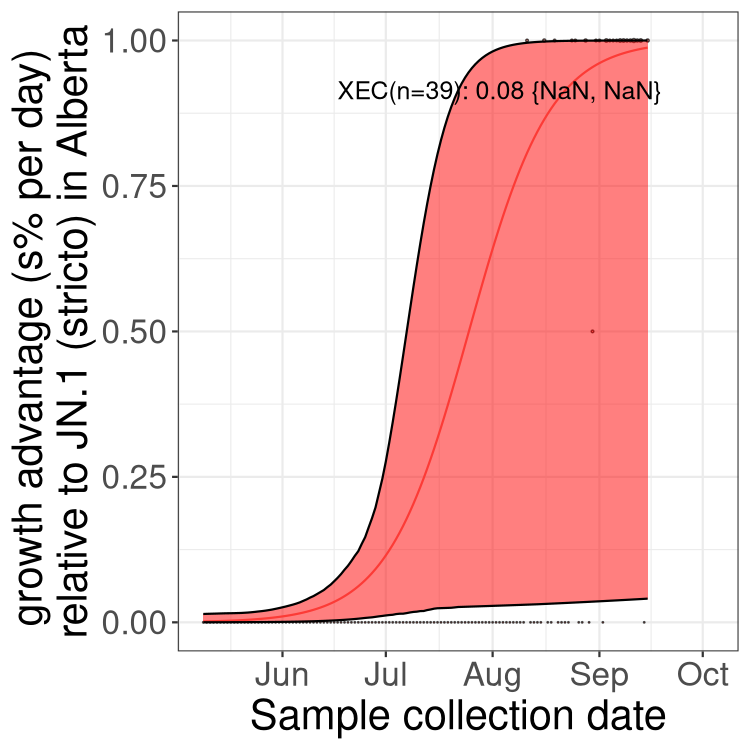 growth advantage (s% per day)
relative to JN.1 (stricto) in Alberta
1.00
0.75
0.50
0.25
0.00
XEC(n=39): 0.08 {NaN, NaN}
Jun Jul Aug Sep Oct
Sample collection date